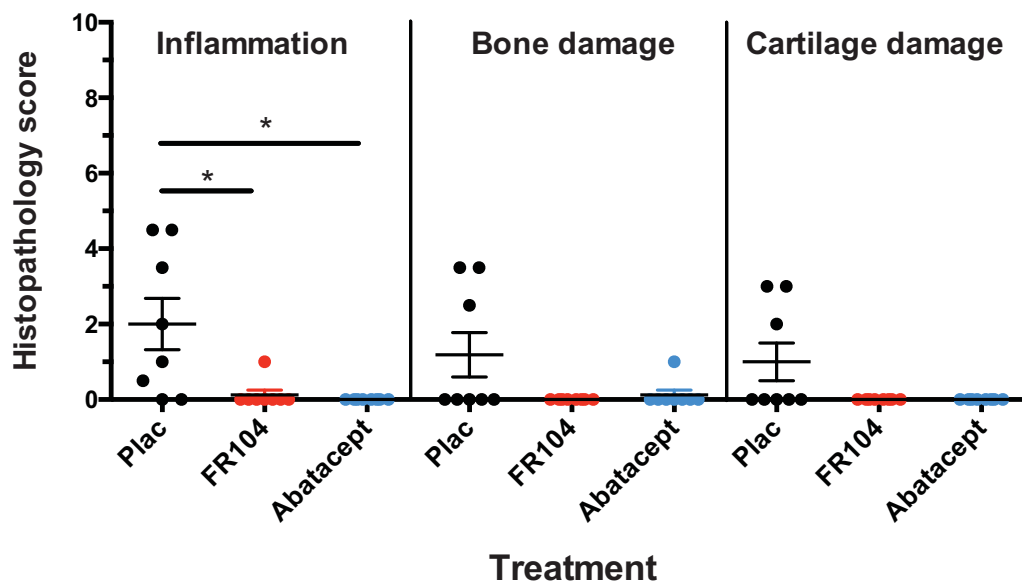 Histopathology score
10
8
6
4
2
0
Inflammation
Bone damage
Cartilage damage
*
*
Plac
FR104
Abatacept
Plac
FR104
Abatacept
Plac
FR104
Abatacept
Treatment